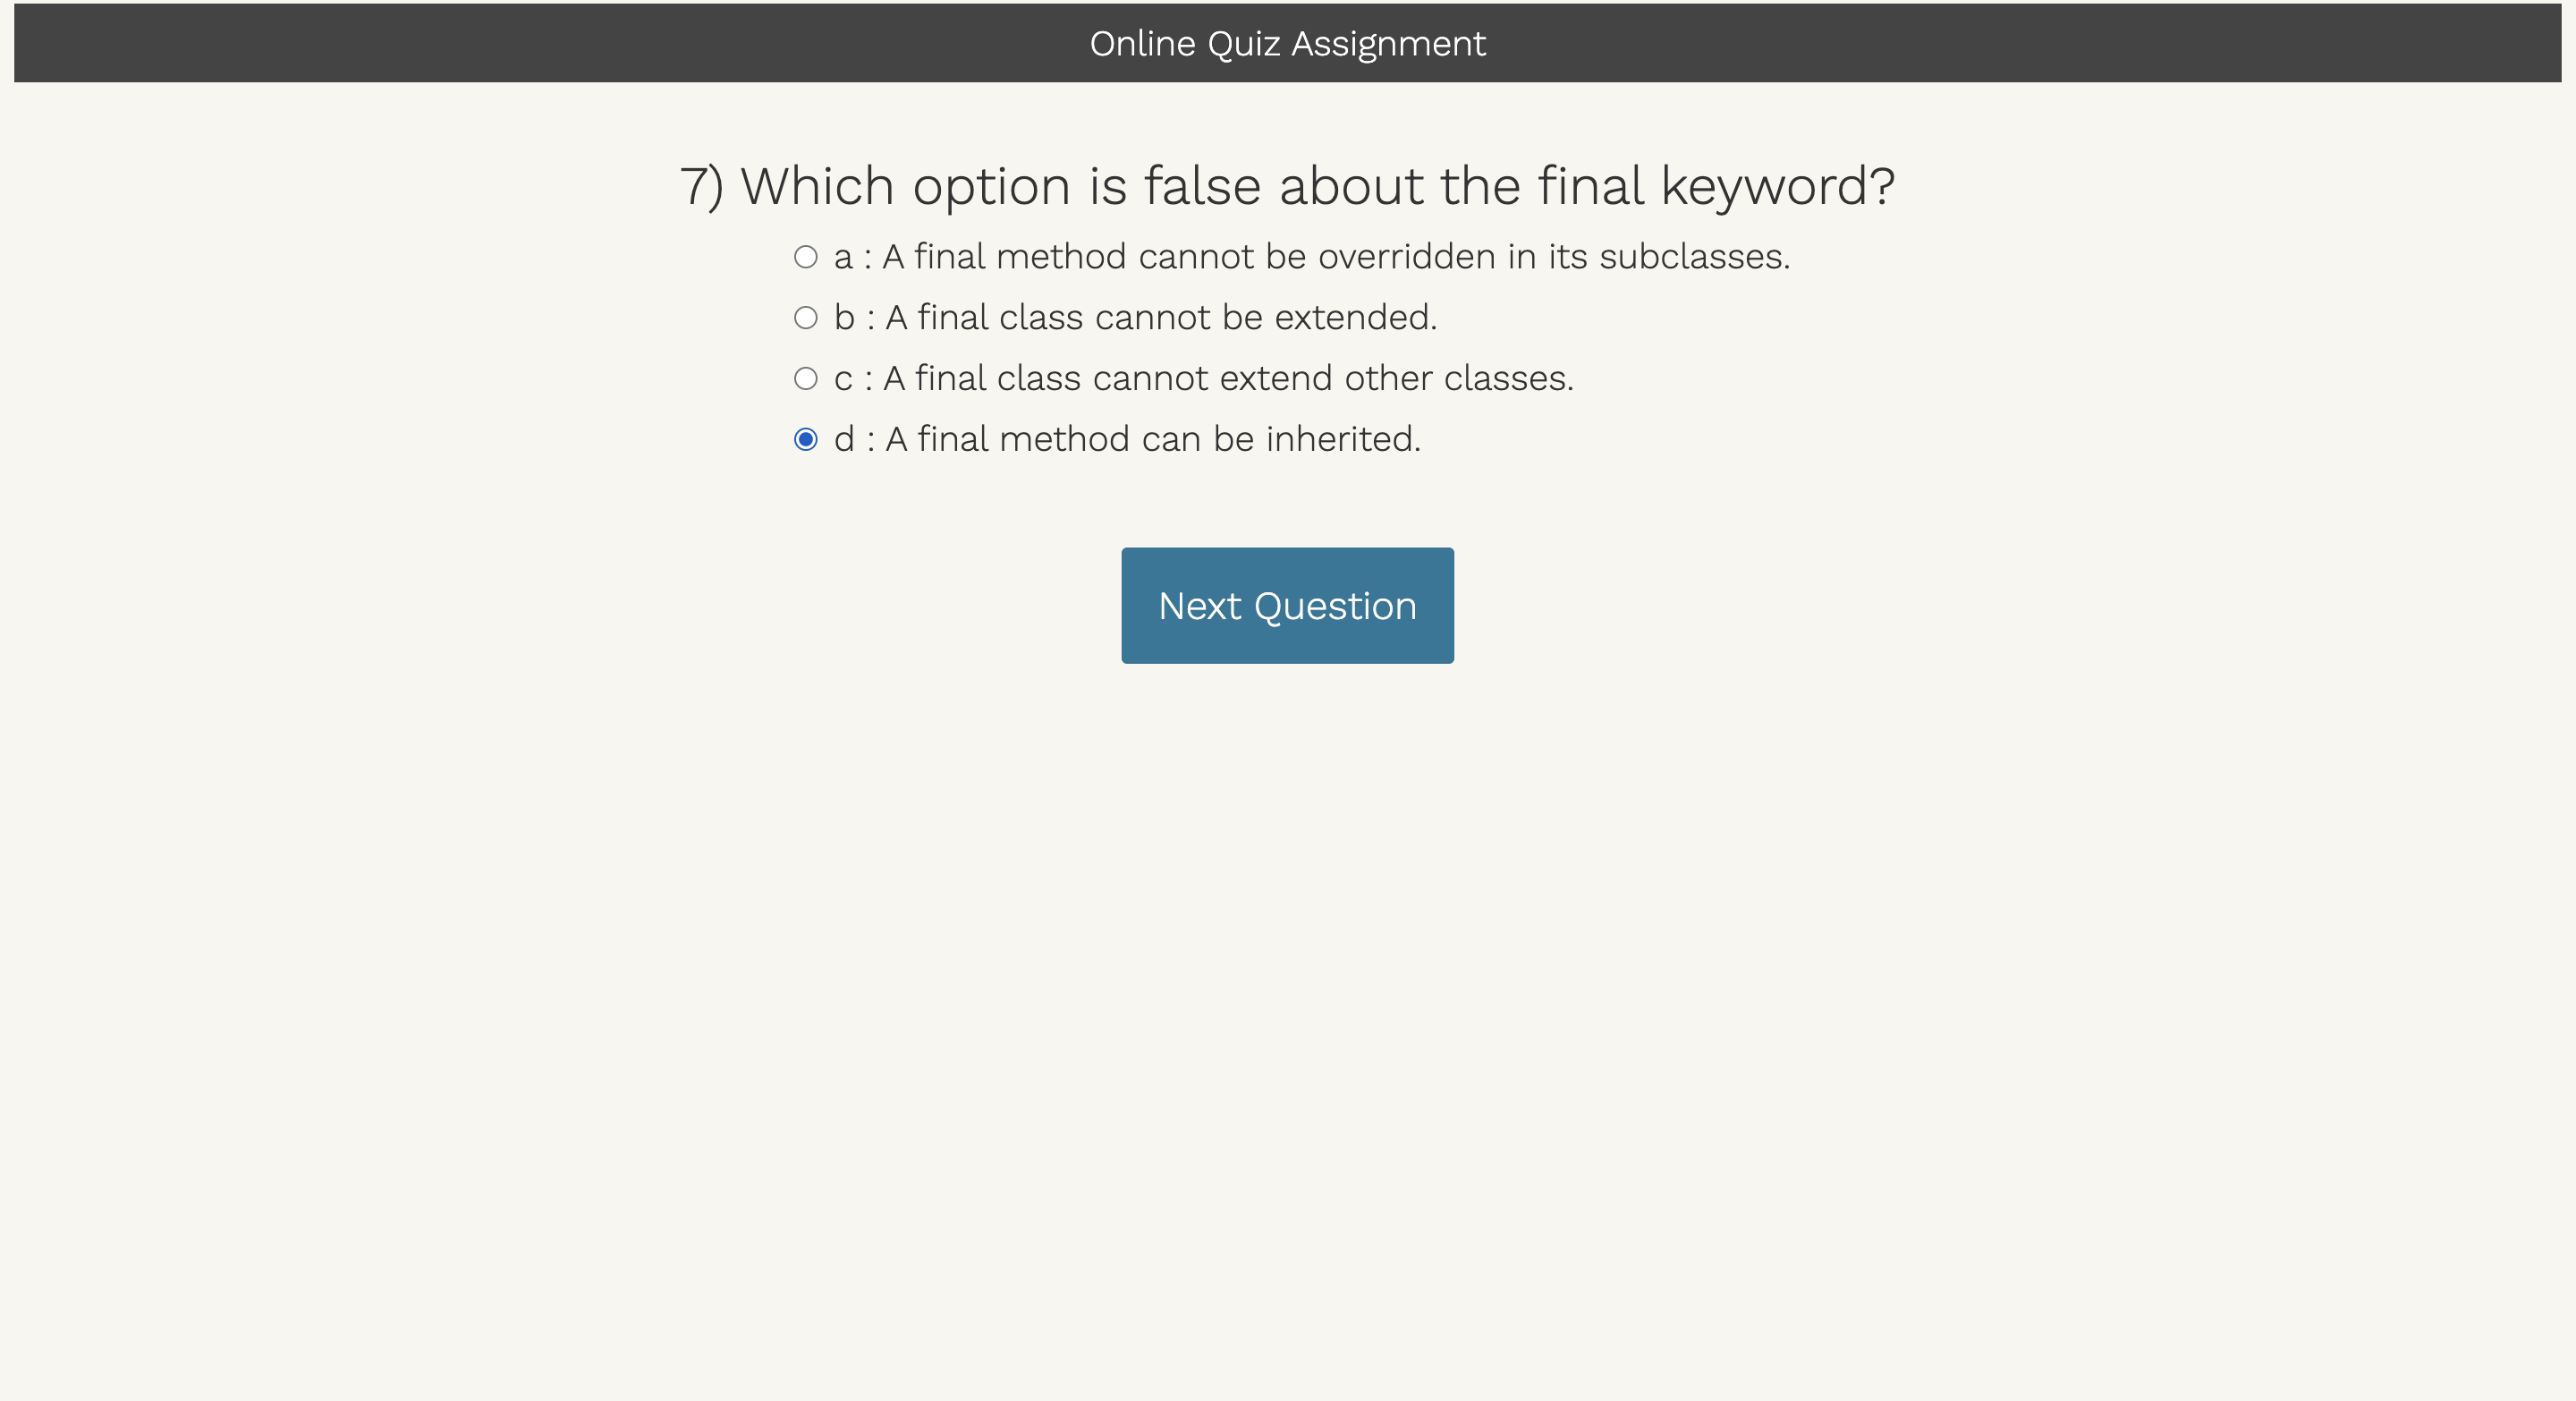 Online Quiz Assignment
7) Which option is false about the final keyword?
a : A final method cannot be overridden in its subclasses.
b : A final class cannot be extended.
c : A final class cannot extend other classes.
d : A final method can be inherited.
Next Question